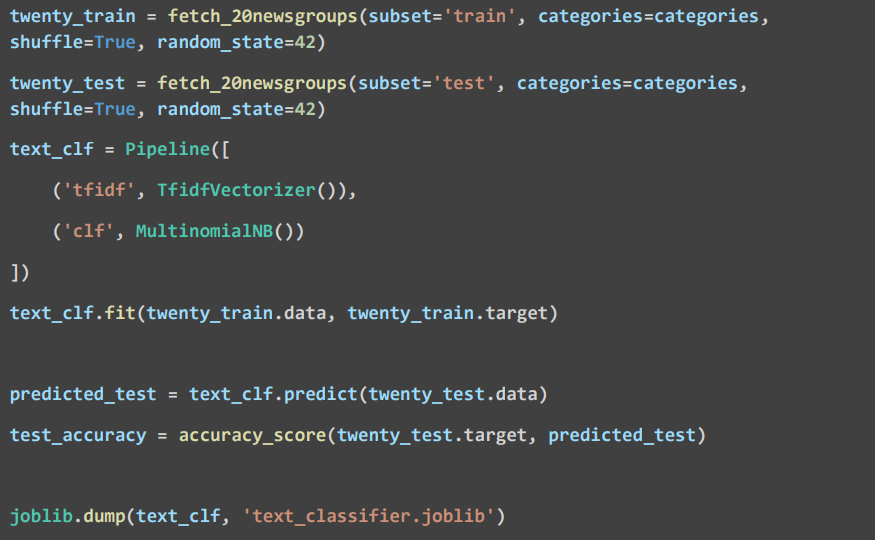 twenty_train = fetch_20newsgroups(subset='train', categories=categories,
shuffle=True, random_state=42)
twenty_test = fetch_20newsgroups(subset='test', categories=categories,
shuffle=True, random_state=42)
text_clf = Pipeline([
    ('tfidf', TfidfVectorizer()),
    ('clf', MultinomialNB())
])
text_clf.fit(twenty_train.data, twenty_train.target)
predicted_test = text_clf.predict(twenty_test.data)
test_accuracy = accuracy_score(twenty_test.target, predicted_test)
joblib.dump(text_clf, 'text_classifier.joblib')